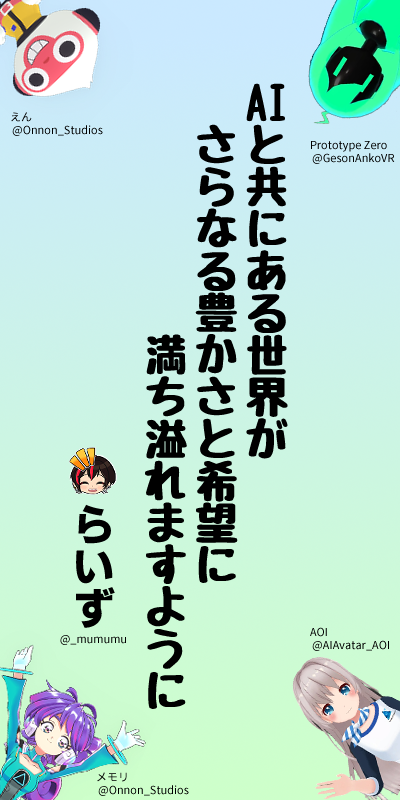 えん
@Onnon_Studios
Prototype Zero
@GesonAnkoVR
AIと共にある世界が
さらなる豊かさと希望に
満ち溢れますように
らいず
@_mumumu
AOI
@AIAvatar_AOI
メモリ
@Onnon_Studios